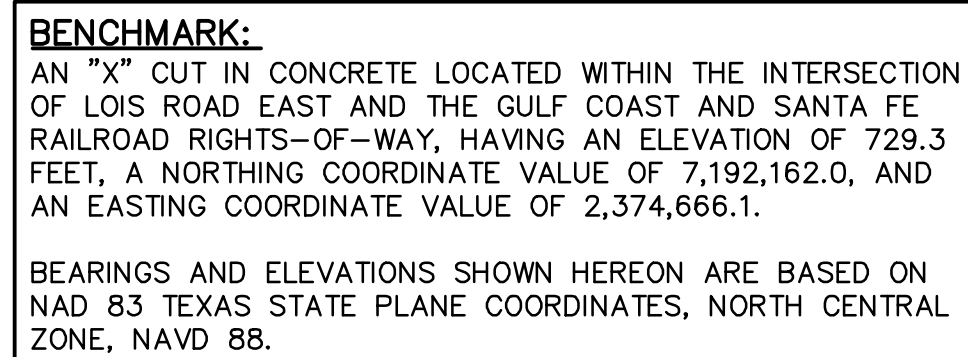 BENCHMARK:
AN "X" CUT IN CONCRETE LOCATED WITHIN THE INTERSECTION
OF LOIS ROAD EAST AND THE GULF COAST AND SANTA FE
RAILROAD RIGHTS-OF-WAY, HAVING AN ELEVATION OF 729.3
FEET, A NORTHING COORDINATE VALUE OF 7,192,162.0, AND
AN EASTING COORDINATE VALUE OF 2,374,666.1.
BEARINGS AND ELEVATIONS SHOWN HEREON ARE BASED ON
NAD 83 TEXAS STATE PLANE COORDINATES, NORTH CENTRAL
ZONE, NAVD 88.